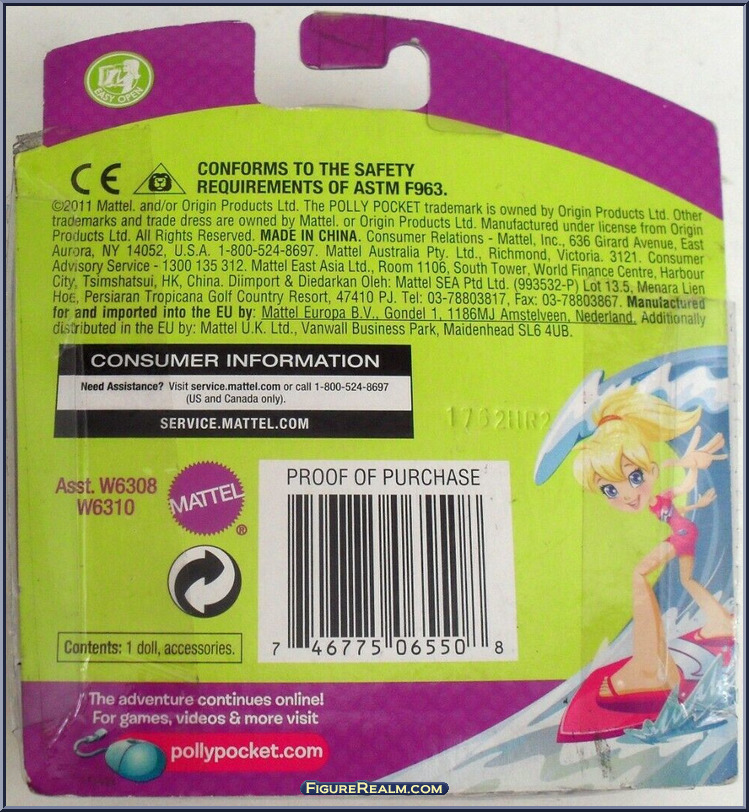 EASY OPEN
CE
CONFORMS TO THE SAFETY
REQUIREMENTS OF ASTM F963.
©2011 Mattel. and/or Origin Products Ltd. The POLLY POCKET trademark is owned by Origin Products Ltd. Other
trademarks and trade dress are owned by Mattel. or Origin Products Ltd. Manufactured under license from Origin
Products Ltd. All Rights Reserved. MADE IN CHINA. Consumer Relations - Mattel, Inc., 636 Girard Avenue, East
Aurora, NY 14052, U.S.A. 1-800-524-8697. Mattel Australia Pty. Ltd., Richmond, Victoria. 3121. Consumer
Advisory Service - 1300 135 312. Mattel East Asia Ltd., Room 1106, South Tower, World Finance Centre, Harbour
City, Tsimshatsui, HK, China. Diimport & Diedarkan Oleh: Mattel SEA Ptd Ltd. (993532-P) Lot 13.5, Menara Lien
Hoe, Persiaran Tropicana Golf Country Resort, 47410 PJ. Tel: 03-78803817, Fax: 03-78803867. Manufactured
for and imported into the EU by: Mattel Europa B.V., Gondel 1, 1186MJ Amstelveen, Nederland. Additionally
distributed in the EU by: Mattel U.K. Ltd., Vanwall Business Park, Maidenhead SL6 4UB.
CONSUMER INFORMATION
Need Assistance? Visit service.mattel.com or call 1-800-524-8697
(US and Canada only).
SERVICE.MATTEL.COM
Asst. W6308
W6310
MATTEL
®
PROOF OF PURCHASE
7 46775 06550 8
Contents: 1 doll, accessories.
The adventure continues online!
For games, videos & more visit
pollypocket.com
FIGUREREALM.COM